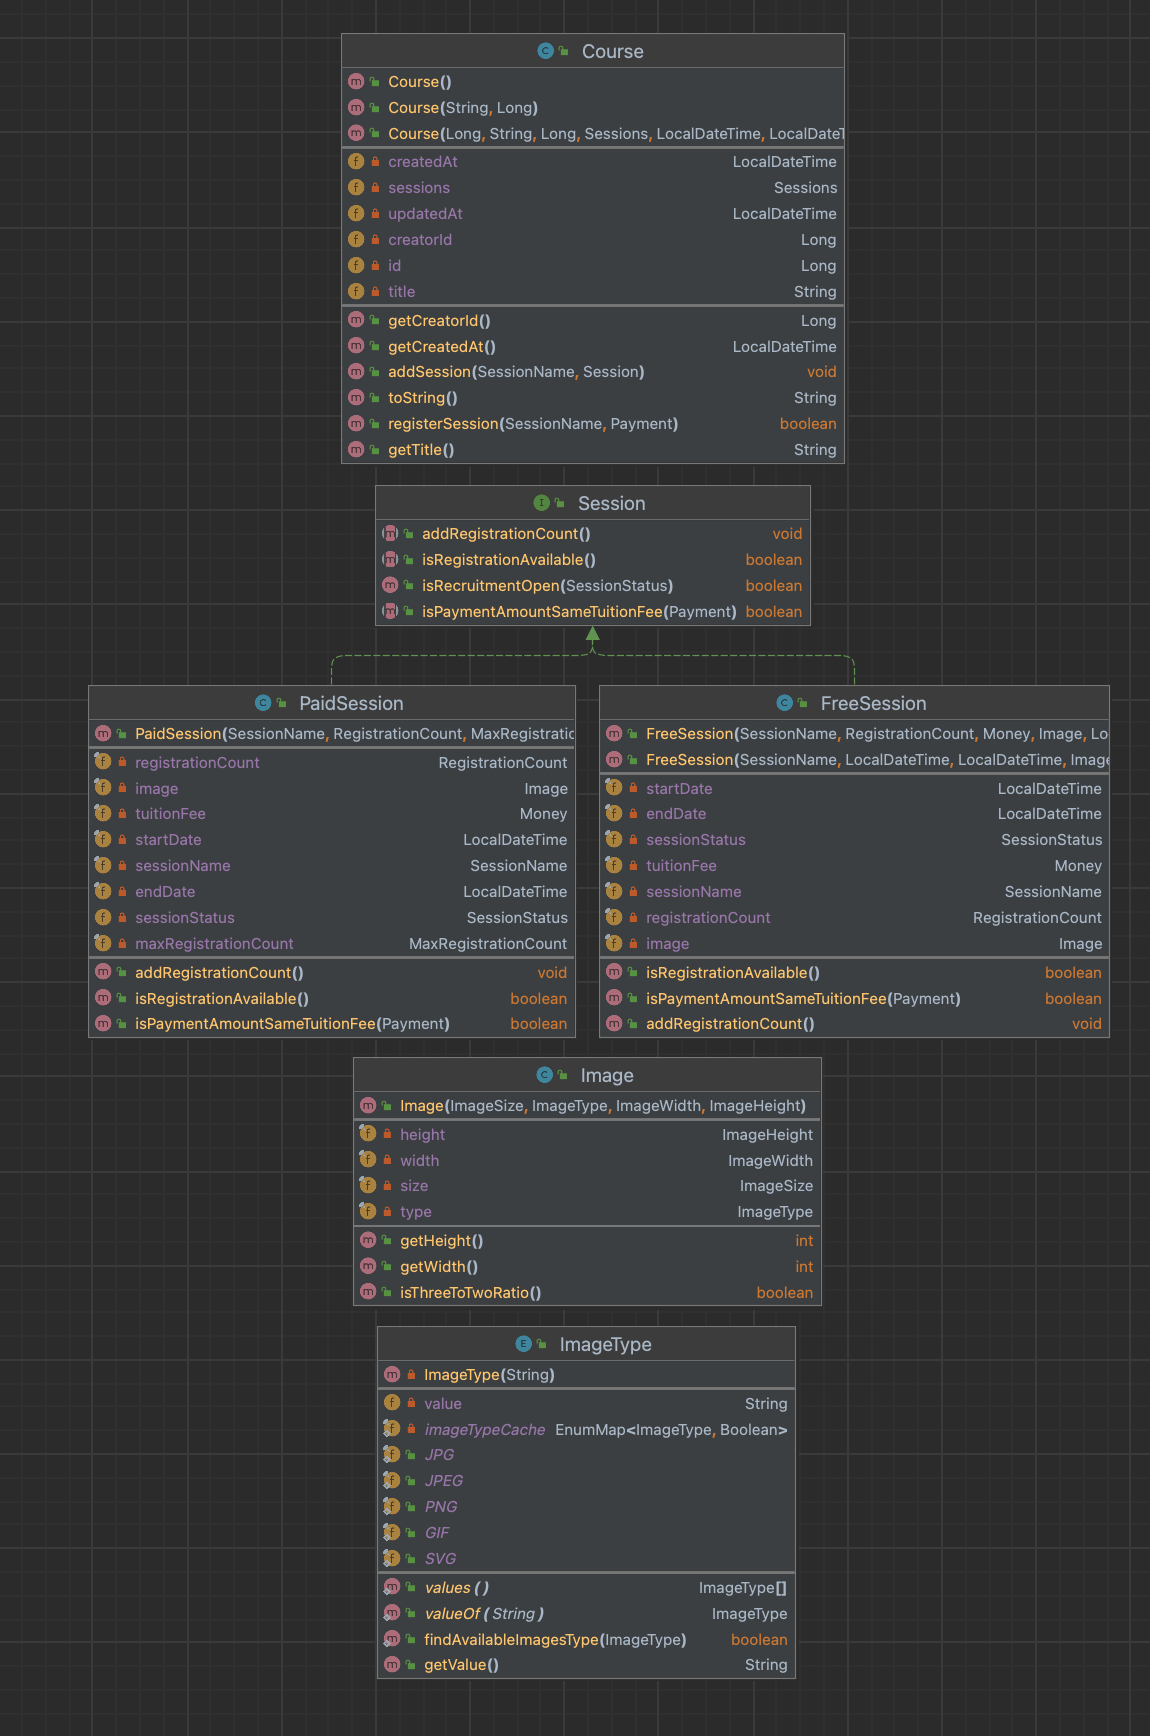 Course
Course()
Course(String, Long)
Course(Long, String, Long, Sessions, LocalDateTime, LocalDateT
createdAt LocalDateTime
sessions Sessions
updatedAt LocalDateTime
creatorId Long
id Long
title String
getCreatorId() Long
getCreatedAt() LocalDateTime
addSession(SessionName, Session) void
toString() String
registerSession(SessionName, Payment) boolean
getTitle() String
Session
addRegistrationCount() void
isRegistrationAvailable() boolean
isRecruitmentOpen(SessionStatus) boolean
isPaymentAmountSameTuitionFee(Payment) boolean
PaidSession
PaidSession(SessionName, RegistrationCount, MaxRegistratio
registrationCount RegistrationCount
image Image
tuitionFee Money
startDate LocalDateTime
sessionName SessionName
endDate LocalDateTime
sessionStatus SessionStatus
maxRegistrationCount MaxRegistrationCount
addRegistrationCount() void
isRegistrationAvailable() boolean
isPaymentAmountSameTuitionFee(Payment) boolean
FreeSession
FreeSession(SessionName, RegistrationCount, Money, Image, Lo
FreeSession(SessionName, LocalDateTime, LocalDateTime, Image
startDate LocalDateTime
endDate LocalDateTime
sessionStatus SessionStatus
tuitionFee Money
sessionName SessionName
registrationCount RegistrationCount
image Image
isRegistrationAvailable() boolean
isPaymentAmountSameTuitionFee(Payment) boolean
addRegistrationCount() void
Image
Image(ImageSize, ImageType, ImageWidth, ImageHeight)
height ImageHeight
width ImageWidth
size ImageSize
type ImageType
getHeight() int
getWidth() int
isThreeToTwoRatio() boolean
ImageType
ImageType(String)
value String
imageTypeCache EnumMap<ImageType, Boolean>
JPG
JPEG
PNG
GIF
SVG
values() ImageType[]
valueOf(String) ImageType
findAvailableImagesType(ImageType) boolean
getValue() String